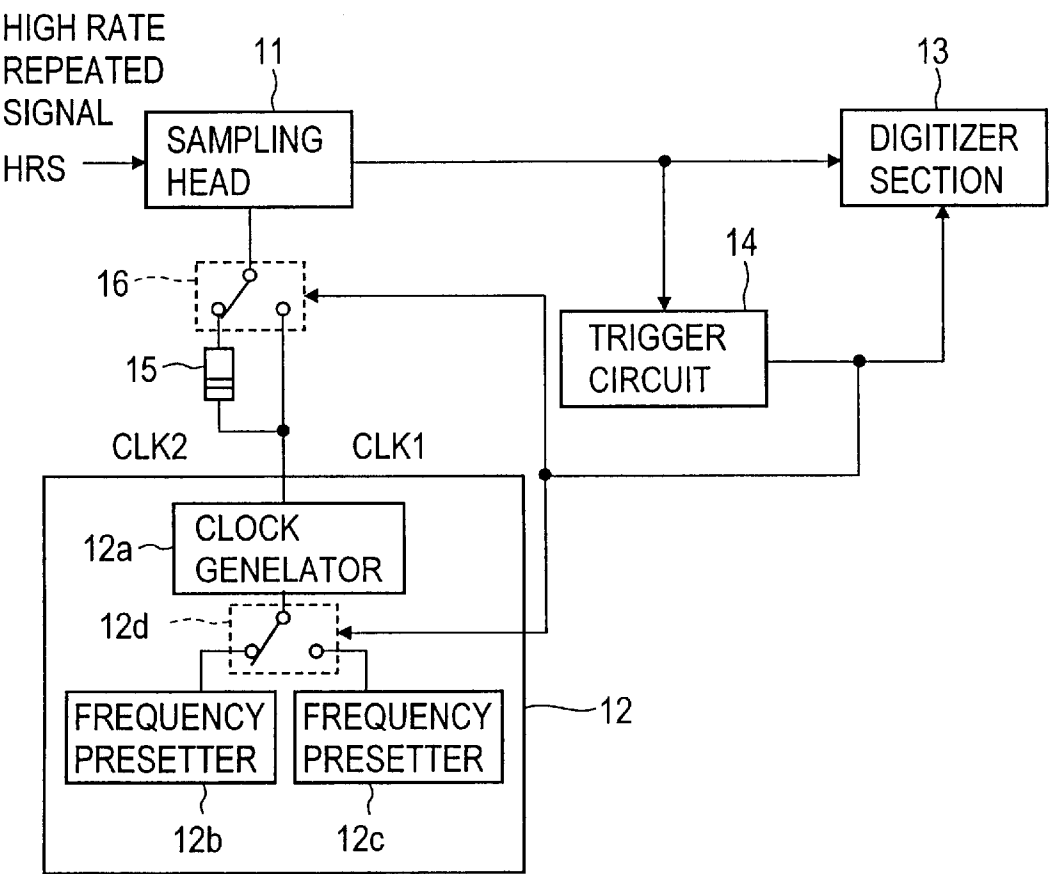 HIGH RATE
REPEATED
SIGNAL
HRS
11
SAMPLING
HEAD
13
DIGITIZER
SECTION
14
TRIGGER
CIRCUIT
16
15
CLK2
CLK1
12a
CLOCK
GENELATOR
12d
FREQUENCY
PRESETTER
FREQUENCY
PRESETTER
12
12b
12c